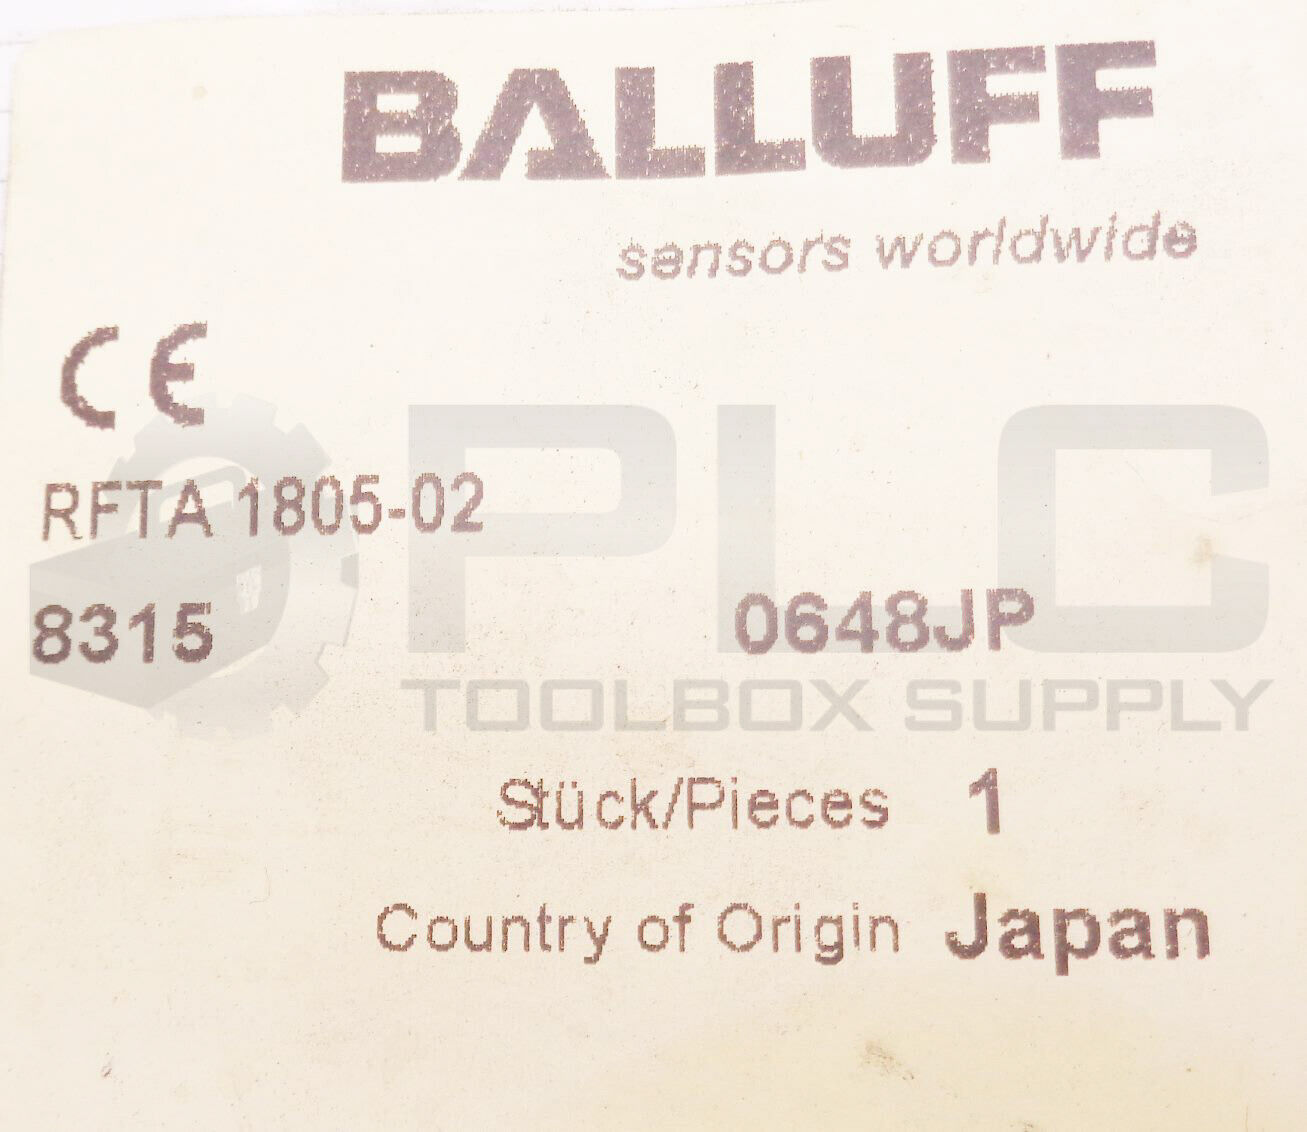 BALLUFF
sensors worldwide
CE
RFTA 1805-02
8315 0648JP
PLC
TOOLBOX SUPPLY
Stück/Pieces 1
Country of Origin Japan